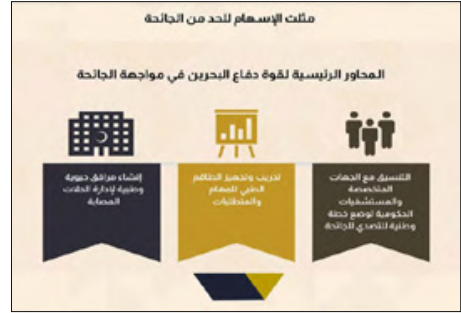 مثلث الإسهام للحد من الجائحة
المحاور الرئيسية لقوة دفاع البحرين في مواجهة الجائحة
التنسيق مع الجهات
المتخصصة
والمستشفيات
الحكومية لوضع خطة
وطنية للتصدي للجائحة
تدريب وتجهيز الطاقم
الطبي للمهام
والمتطلبات
إنشاء مرافق حيوية
وطبية لإدارة الحالات
المصابة